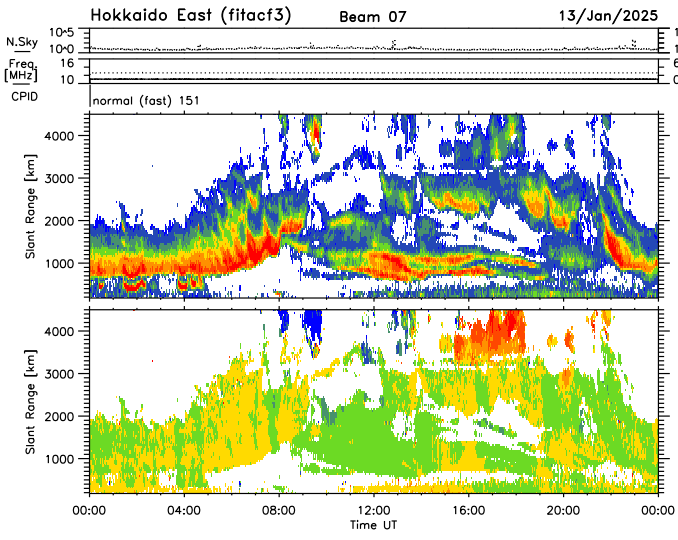 Hokkaido East (fitacf3) Beam 07 13/Jan/2025
N.Sky 10^5 10^0
Freq. [MHz] 16 10 6 0
CPID normal (fast) 151
Slant Range [km] 4000 3000 2000 1000
Slant Range [km] 4000 3000 2000 1000
00:00 04:00 08:00 12:00 16:00 20:00 00:00
Time UT